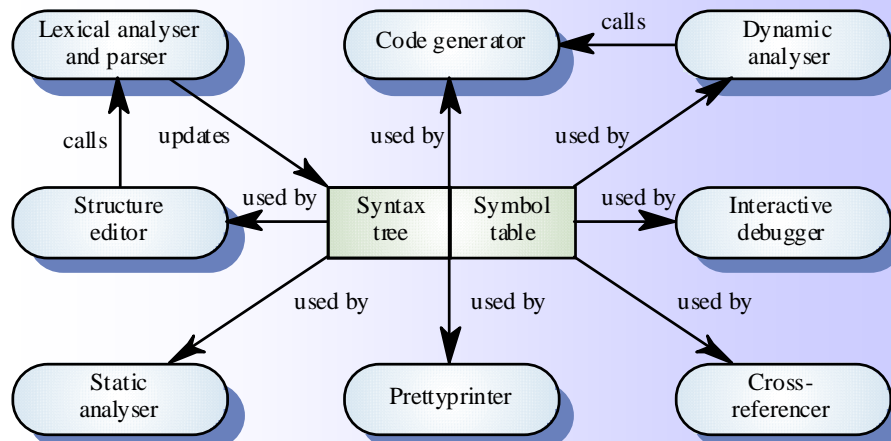 Lexical analyser
and parser
Code generator
calls
Dynamic
analyser
calls
updates
used by
used by
Structure
editor
used by
Syntax
tree
Symbol
table
used by
Interactive
debugger
used by
used by
used by
Static
analyser
Prettyprinter
Cross-
referencer